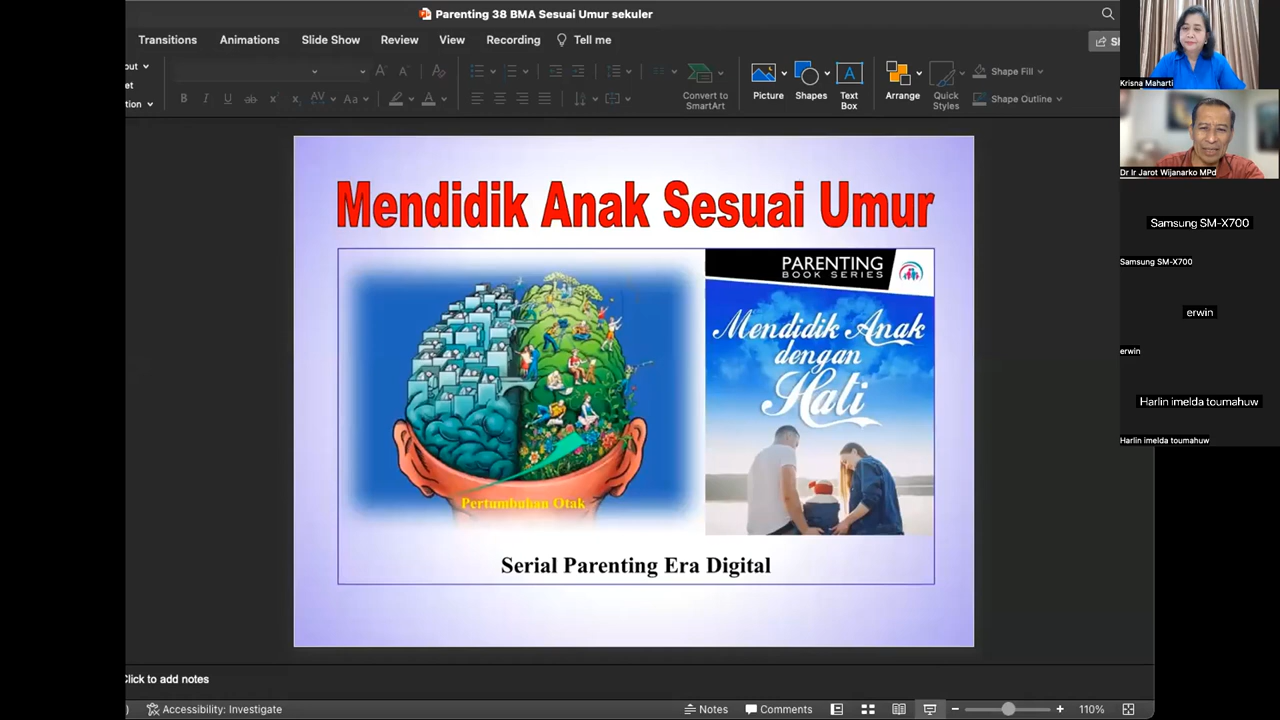 Parenting 38 BMA Sesuai Umur sekuler
Transitions Animations Slide Show Review View Recording Tell me
Convert to SmartArt
Picture
Shapes
Text Box
Arrange
Quick Styles
Shape Fill
Shape Outline
Mendidik Anak Sesuai Umur
Pertumbuhan Otak
PARENTING
BOOK SERIES
Mendidik Anak
dengan
Hati
Serial Parenting Era Digital
Click to add notes
Accessibility: Investigate
Notes Comments 110%
Krisna Maharti
Dr Ir Jarot Wijanarko MPd
Samsung SM-X700
Samsung SM-X700
erwin
erwin
Harlin imelda toumahuw
Harlin imelda toumahuw